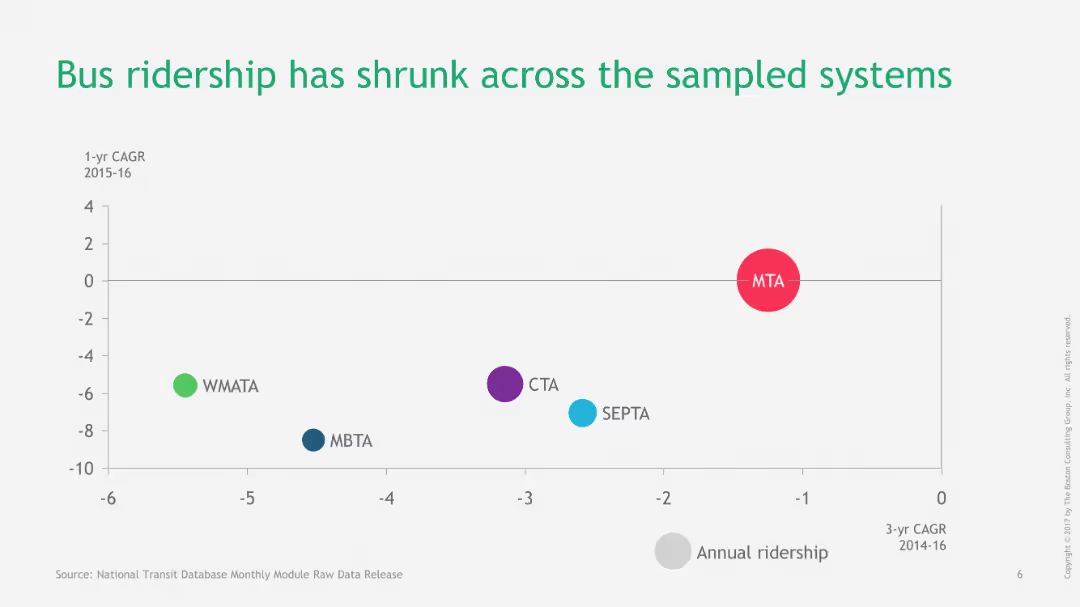 Bus ridership has shrunk across the sampled systems
1-yr CAGR
2015-16
4
2
0
-2
-4
-6
-8
-10
MTA
WMATA
CTA
SEPTA
MBTA
-6
-5
-4
-3
-2
-1
0
3-yr CAGR
2014-16
Annual ridership
Source: National Transit Database Monthly Module Raw Data Release
6
Copyright © 2017 by The Boston Consulting Group, Inc. All rights reserved.